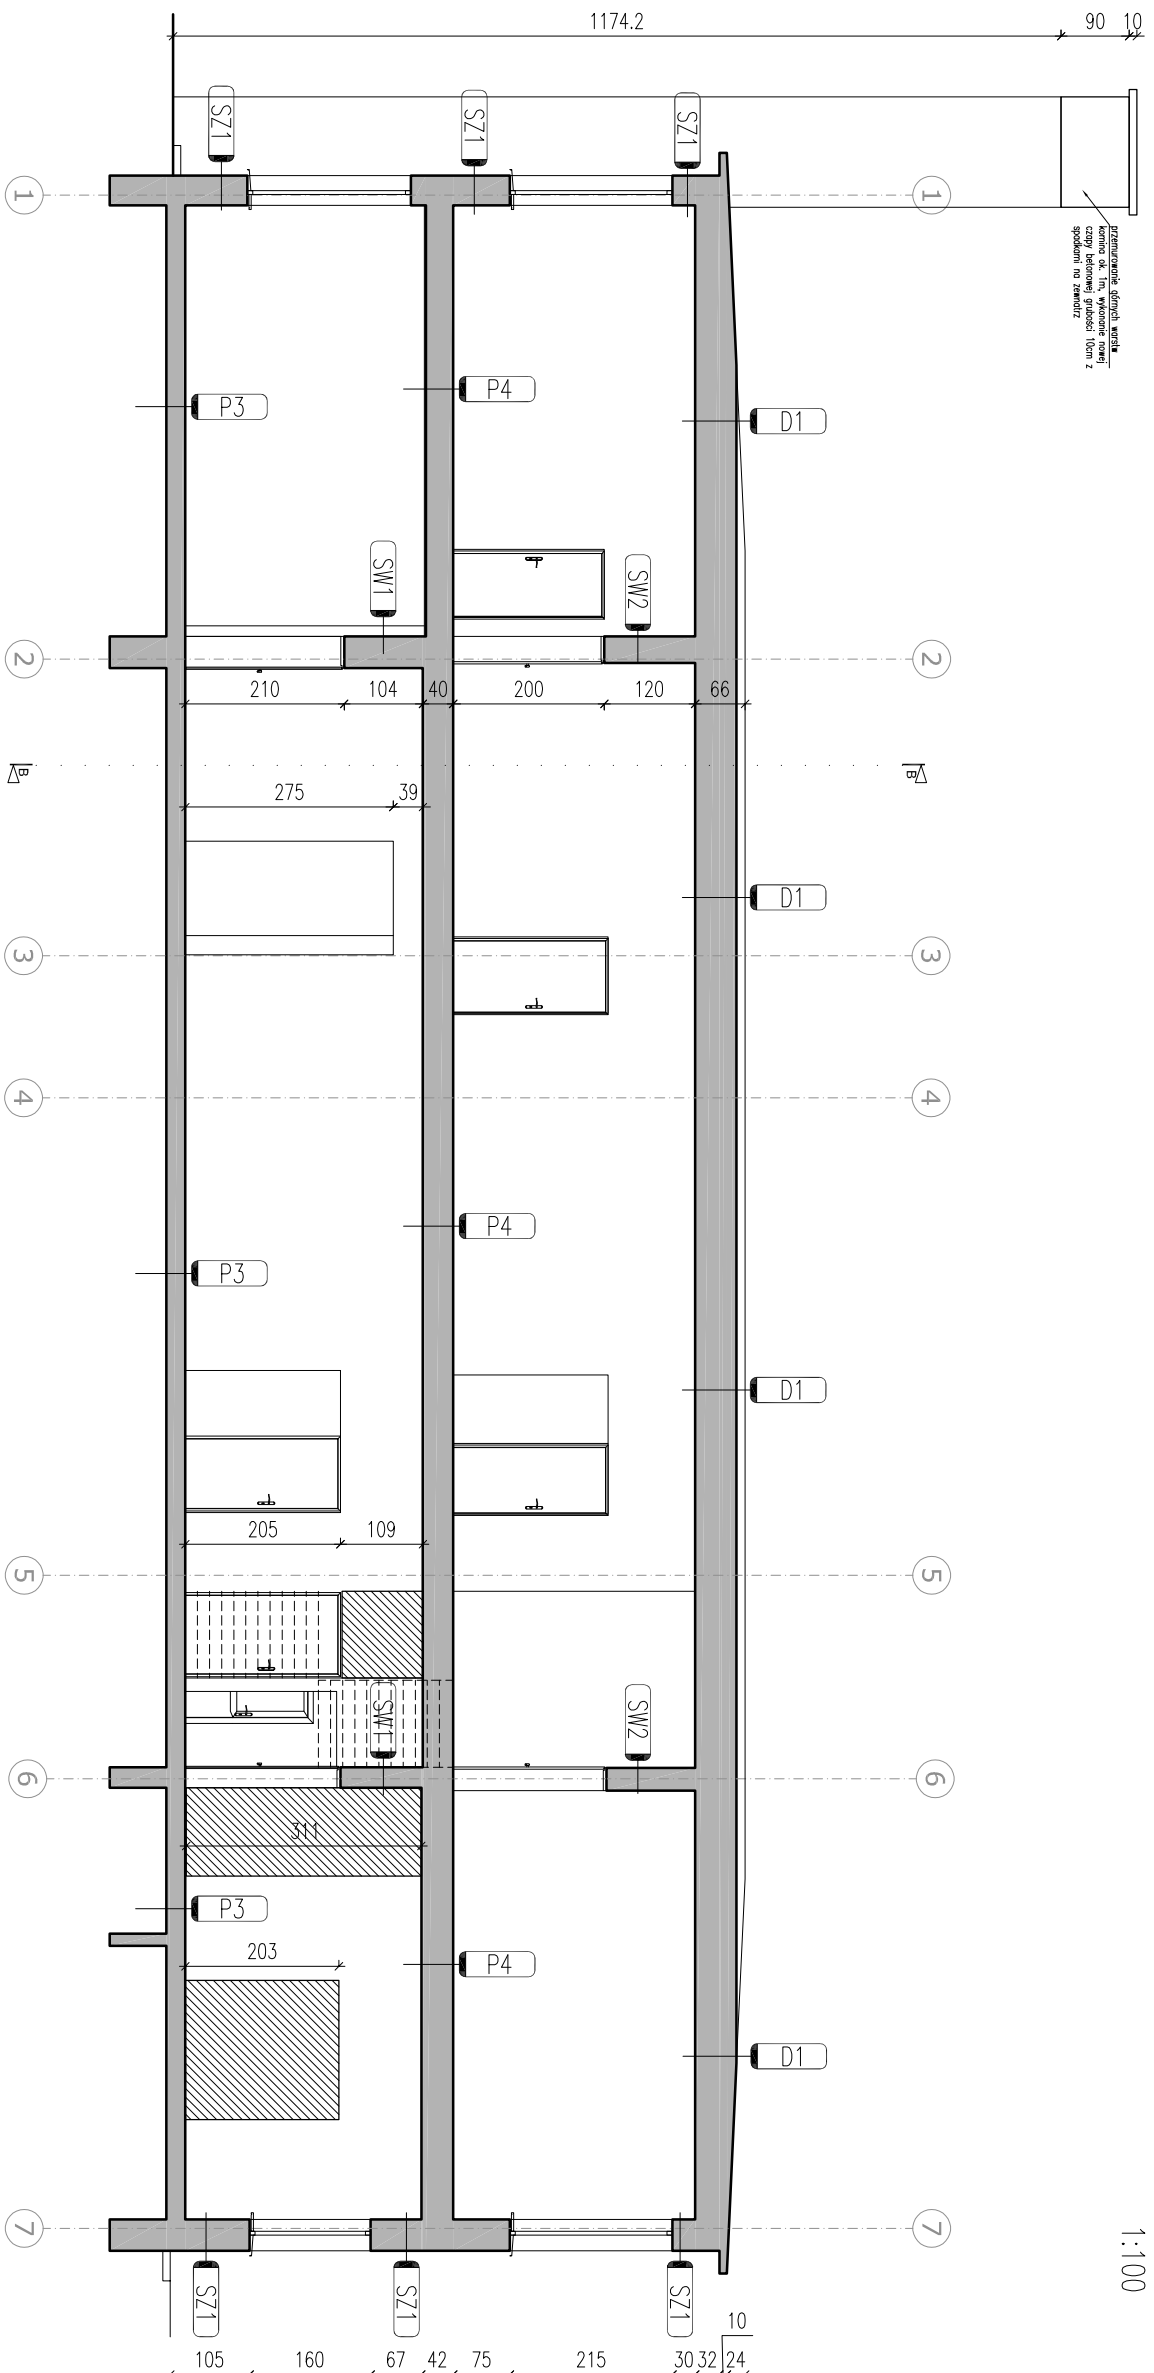 1174.2
90
10
SZ1
SZ1
SZ1
1
1
przemurowanie górnych warstw
komina ok. 1m, wykonanie nowej
czapy betonowej grubości 10cm z
spadkami na zewnątrz
P3
P4
D1
SW1
SW2
2
2
210
104
40
200
120
66
B
B
275
39
D1
3
3
4
4
P4
P3
D1
205
109
5
5
SW1
SW2
6
6
311
P3
203
P4
D1
7
7
1:100
SZ1
SZ1
SZ1
10
105
160
67
42
75
215
30
32
24